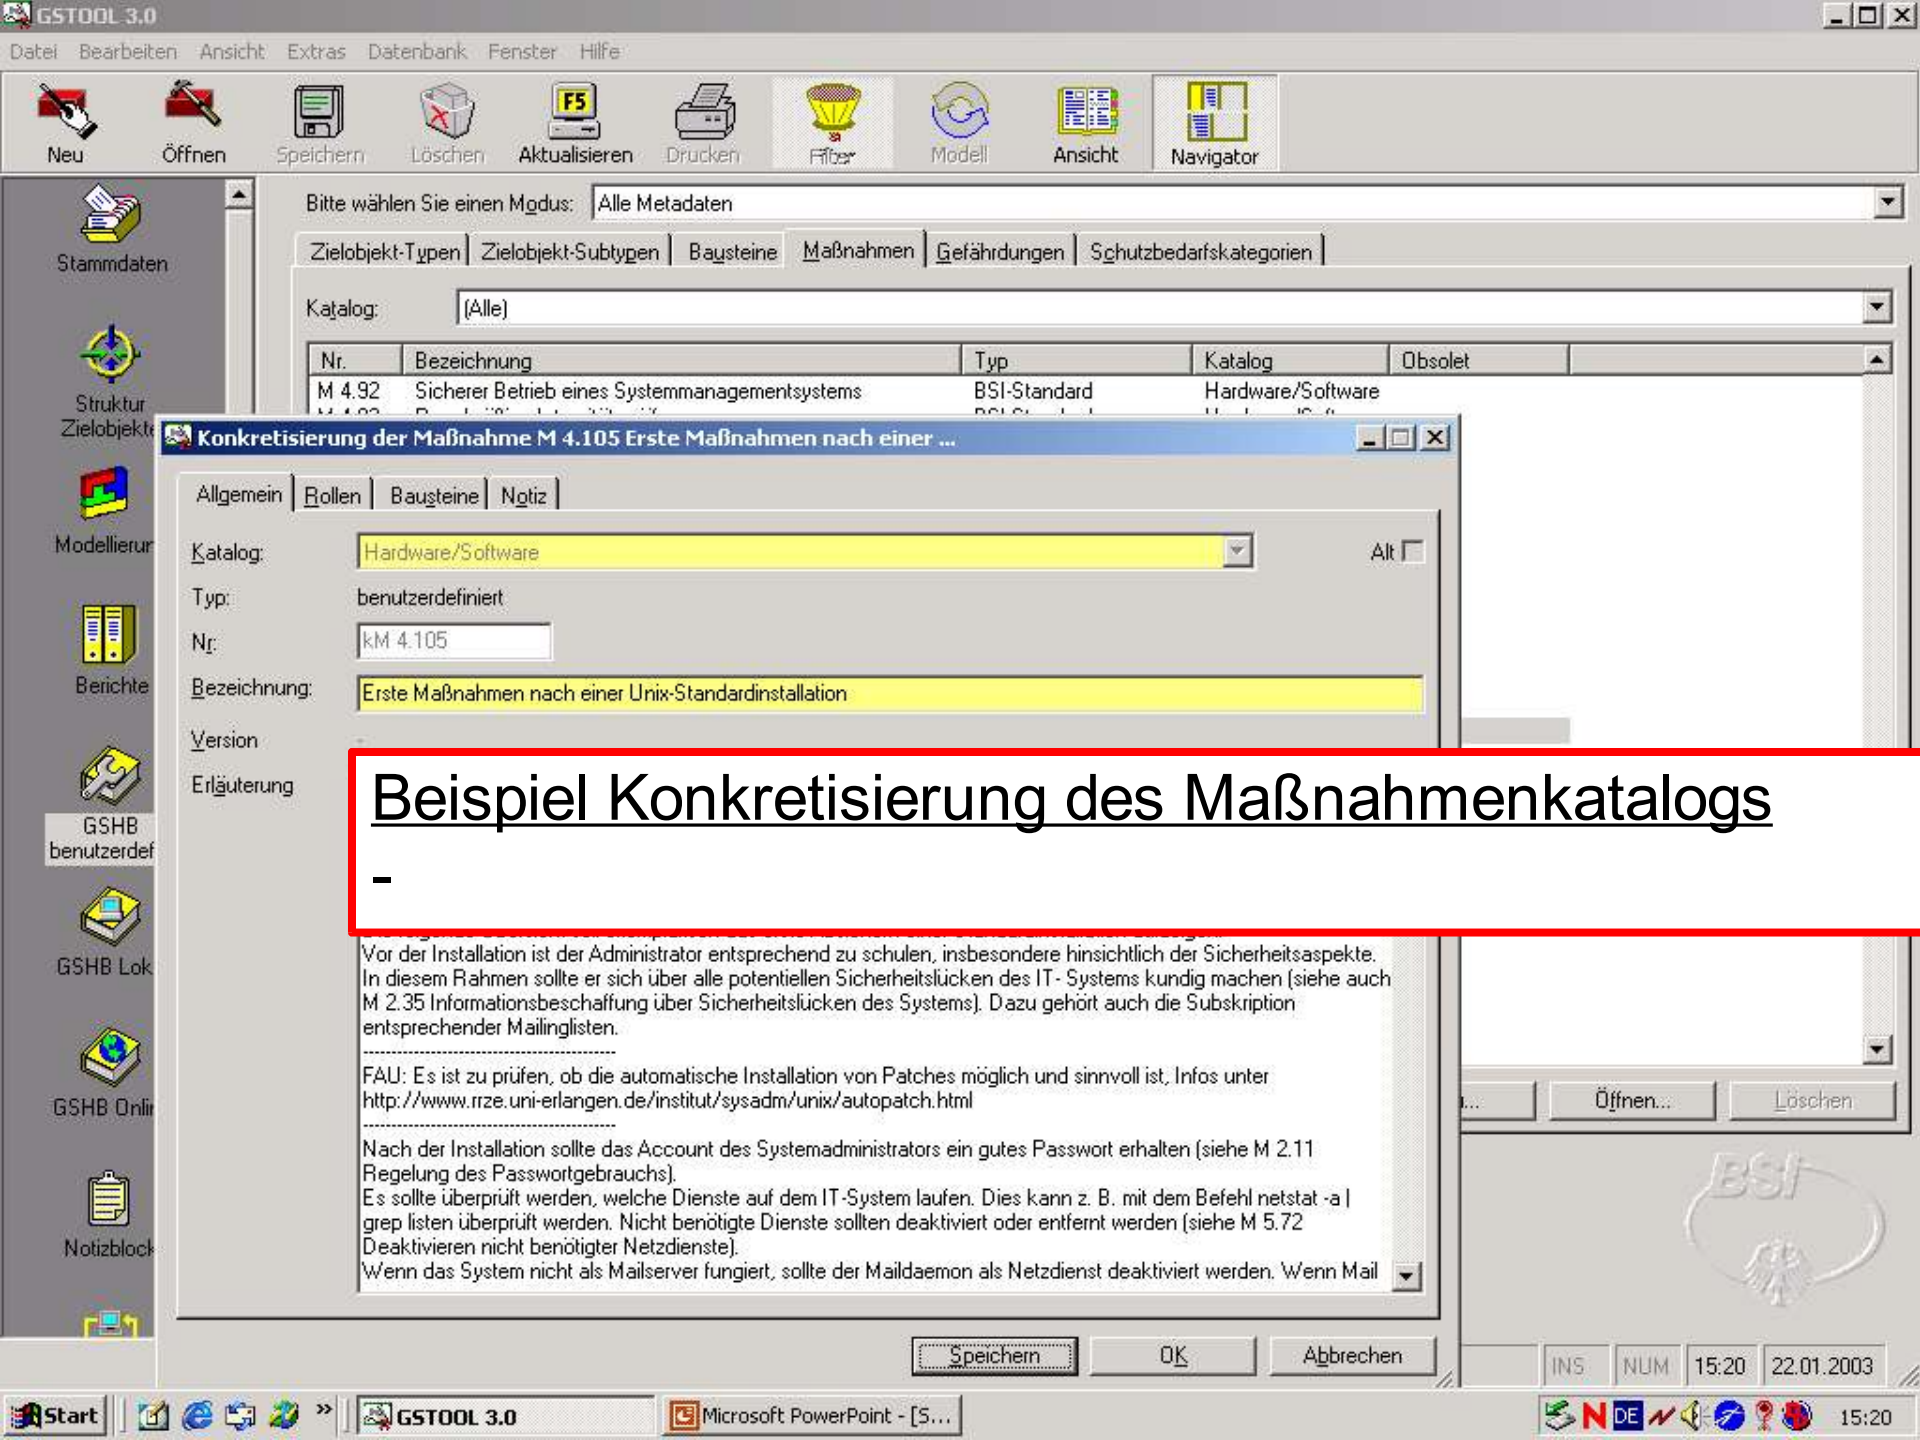 GSTOOL 3.0
Datei Bearbeiten Ansicht Extras Datenbank Fenster Hilfe
Neu Öffnen Speichern Löschen F5 Aktualisieren Drucken Filter Modell Ansicht Navigator
Bitte wählen Sie einen Modus: Alle Metadaten
Zielobjekt-Typen Zielobjekt-Subtypen Bausteine Maßnahmen Gefährdungen Schutzbedarfskategorien
Katalog: (Alle)
Nr. Bezeichnung Typ Katalog Obsolet
M 4.92 Sicherer Betrieb eines Systemmanagementsystems BSI-Standard Hardware/Software
Stammdaten
Struktur
Zielobjekte
Modellierur
Berichte
GSHB
benutzerdef
GSHB Lok
GSHB Onlin
Notizblock
Konkretisierung der Maßnahme M 4.105 Erste Maßnahmen nach einer ...
Allgemein Rollen Bausteine Notiz
Katalog: Hardware/Software Alt
Typ: benutzerdefiniert
Nr: kM 4.105
Bezeichnung: Erste Maßnahmen nach einer Unix-Standardinstallation
Version -
Erläuterung
Beispiel Konkretisierung des Maßnahmenkatalogs
-
Vor der Installation ist der Administrator entsprechend zu schulen, insbesondere hinsichtlich der Sicherheitsaspekte.
In diesem Rahmen sollte er sich über alle potentiellen Sicherheitslücken des IT- Systems kundig machen (siehe auch
M 2.35 Informationsbeschaffung über Sicherheitslücken des Systems). Dazu gehört auch die Subskription
entsprechender Mailinglisten.
--------------------------------------------
FAU: Es ist zu prüfen, ob die automatische Installation von Patches möglich und sinnvoll ist, Infos unter
http://www.rrze.uni-erlangen.de/institut/sysadm/unix/autopatch.html
--------------------------------------------
Nach der Installation sollte das Account des Systemadministrators ein gutes Passwort erhalten (siehe M 2.11
Regelung des Passwortgebrauchs).
Es sollte überprüft werden, welche Dienste auf dem IT-System laufen. Dies kann z. B. mit dem Befehl netstat -a |
grep listen überprüft werden. Nicht benötigte Dienste sollten deaktiviert oder entfernt werden (siehe M 5.72
Deaktivieren nicht benötigter Netzdienste).
Wenn das System nicht als Mailserver fungiert, sollte der Maildaemon als Netzdienst deaktiviert werden. Wenn Mail
Öffnen... Löschen
BSI
Speichern OK Abbrechen
INS NUM 15:20 22.01.2003
Start » GSTOOL 3.0 Microsoft PowerPoint - [S... N DE 15:20